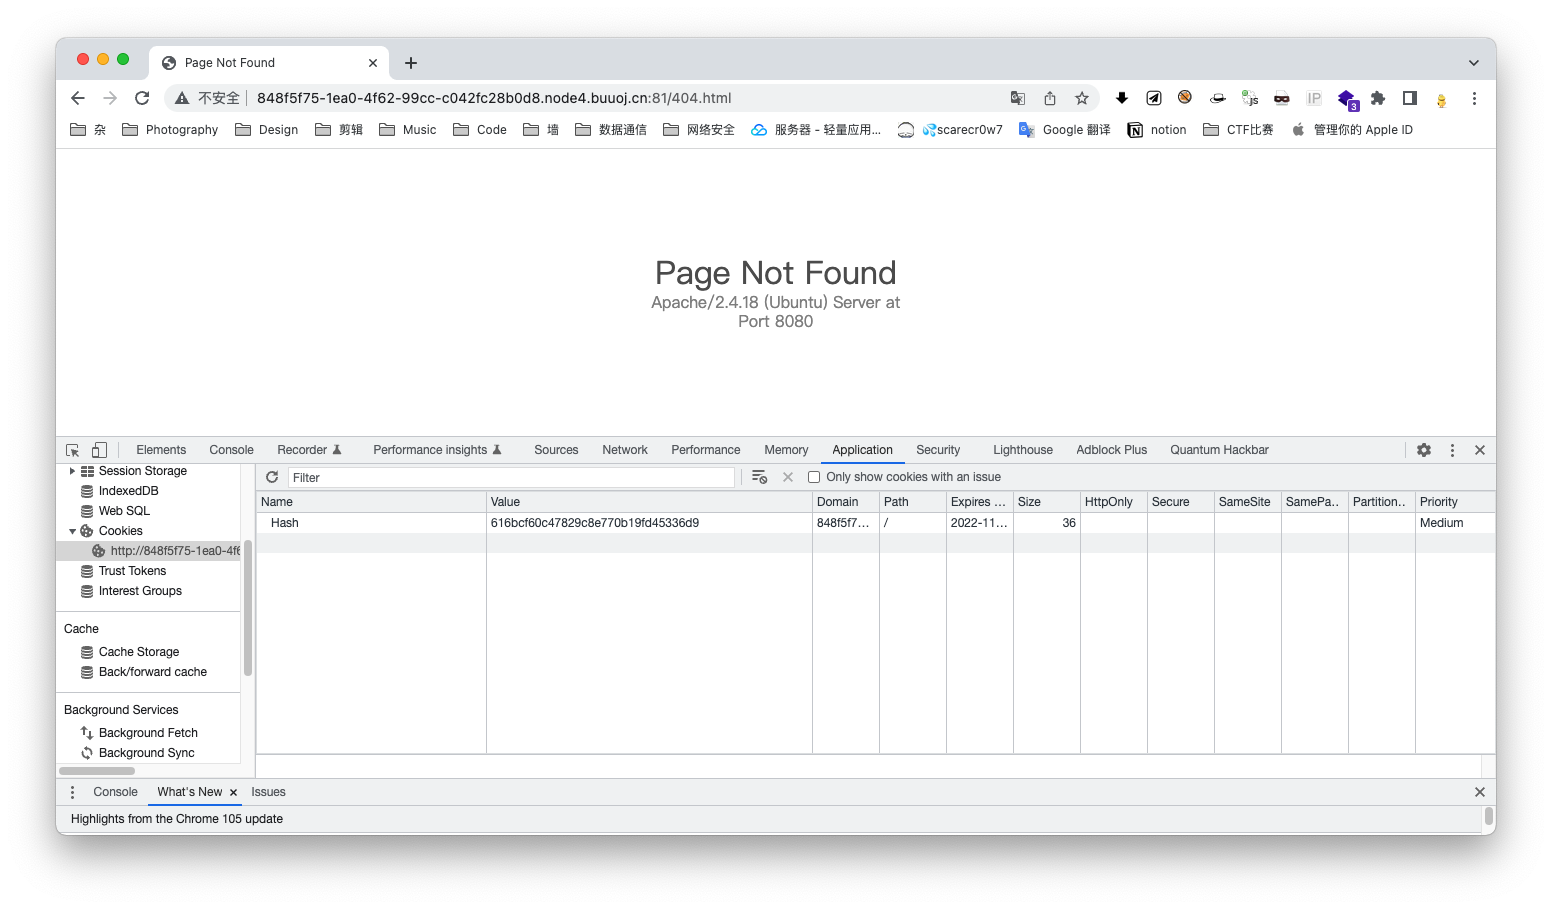 Page Not Found
不安全
848f5f75-1ea0-4f62-99cc-c042fc28b0d8.node4.buuoj.cn:81/404.html
js
IP
3
杂 Photography Design 剪辑 Music Code 墙 数据通信 网络安全 服务器 - 轻量应用... 💦scarecr0w7 Google 翻译 notion CTF比赛 管理你的 Apple ID
Page Not Found
Apache/2.4.18 (Ubuntu) Server at
Port 8080
Elements Console Recorder Performance insights Sources Network Performance Memory Application Security Lighthouse Adblock Plus Quantum Hackbar
Session Storage
IndexedDB
Web SQL
Cookies
http://848f5f75-1ea0-4f6
Trust Tokens
Interest Groups
Cache
Cache Storage
Back/forward cache
Background Services
Background Fetch
Background Sync
Filter Only show cookies with an issue
Name Value Domain Path Expires ... Size HttpOnly Secure SameSite SamePa.. Partition.. Priority
Hash 616bcf60c47829c8e770b19fd45336d9 848f5f7... / 2022-11... 36 Medium
Console What's New Issues
Highlights from the Chrome 105 update